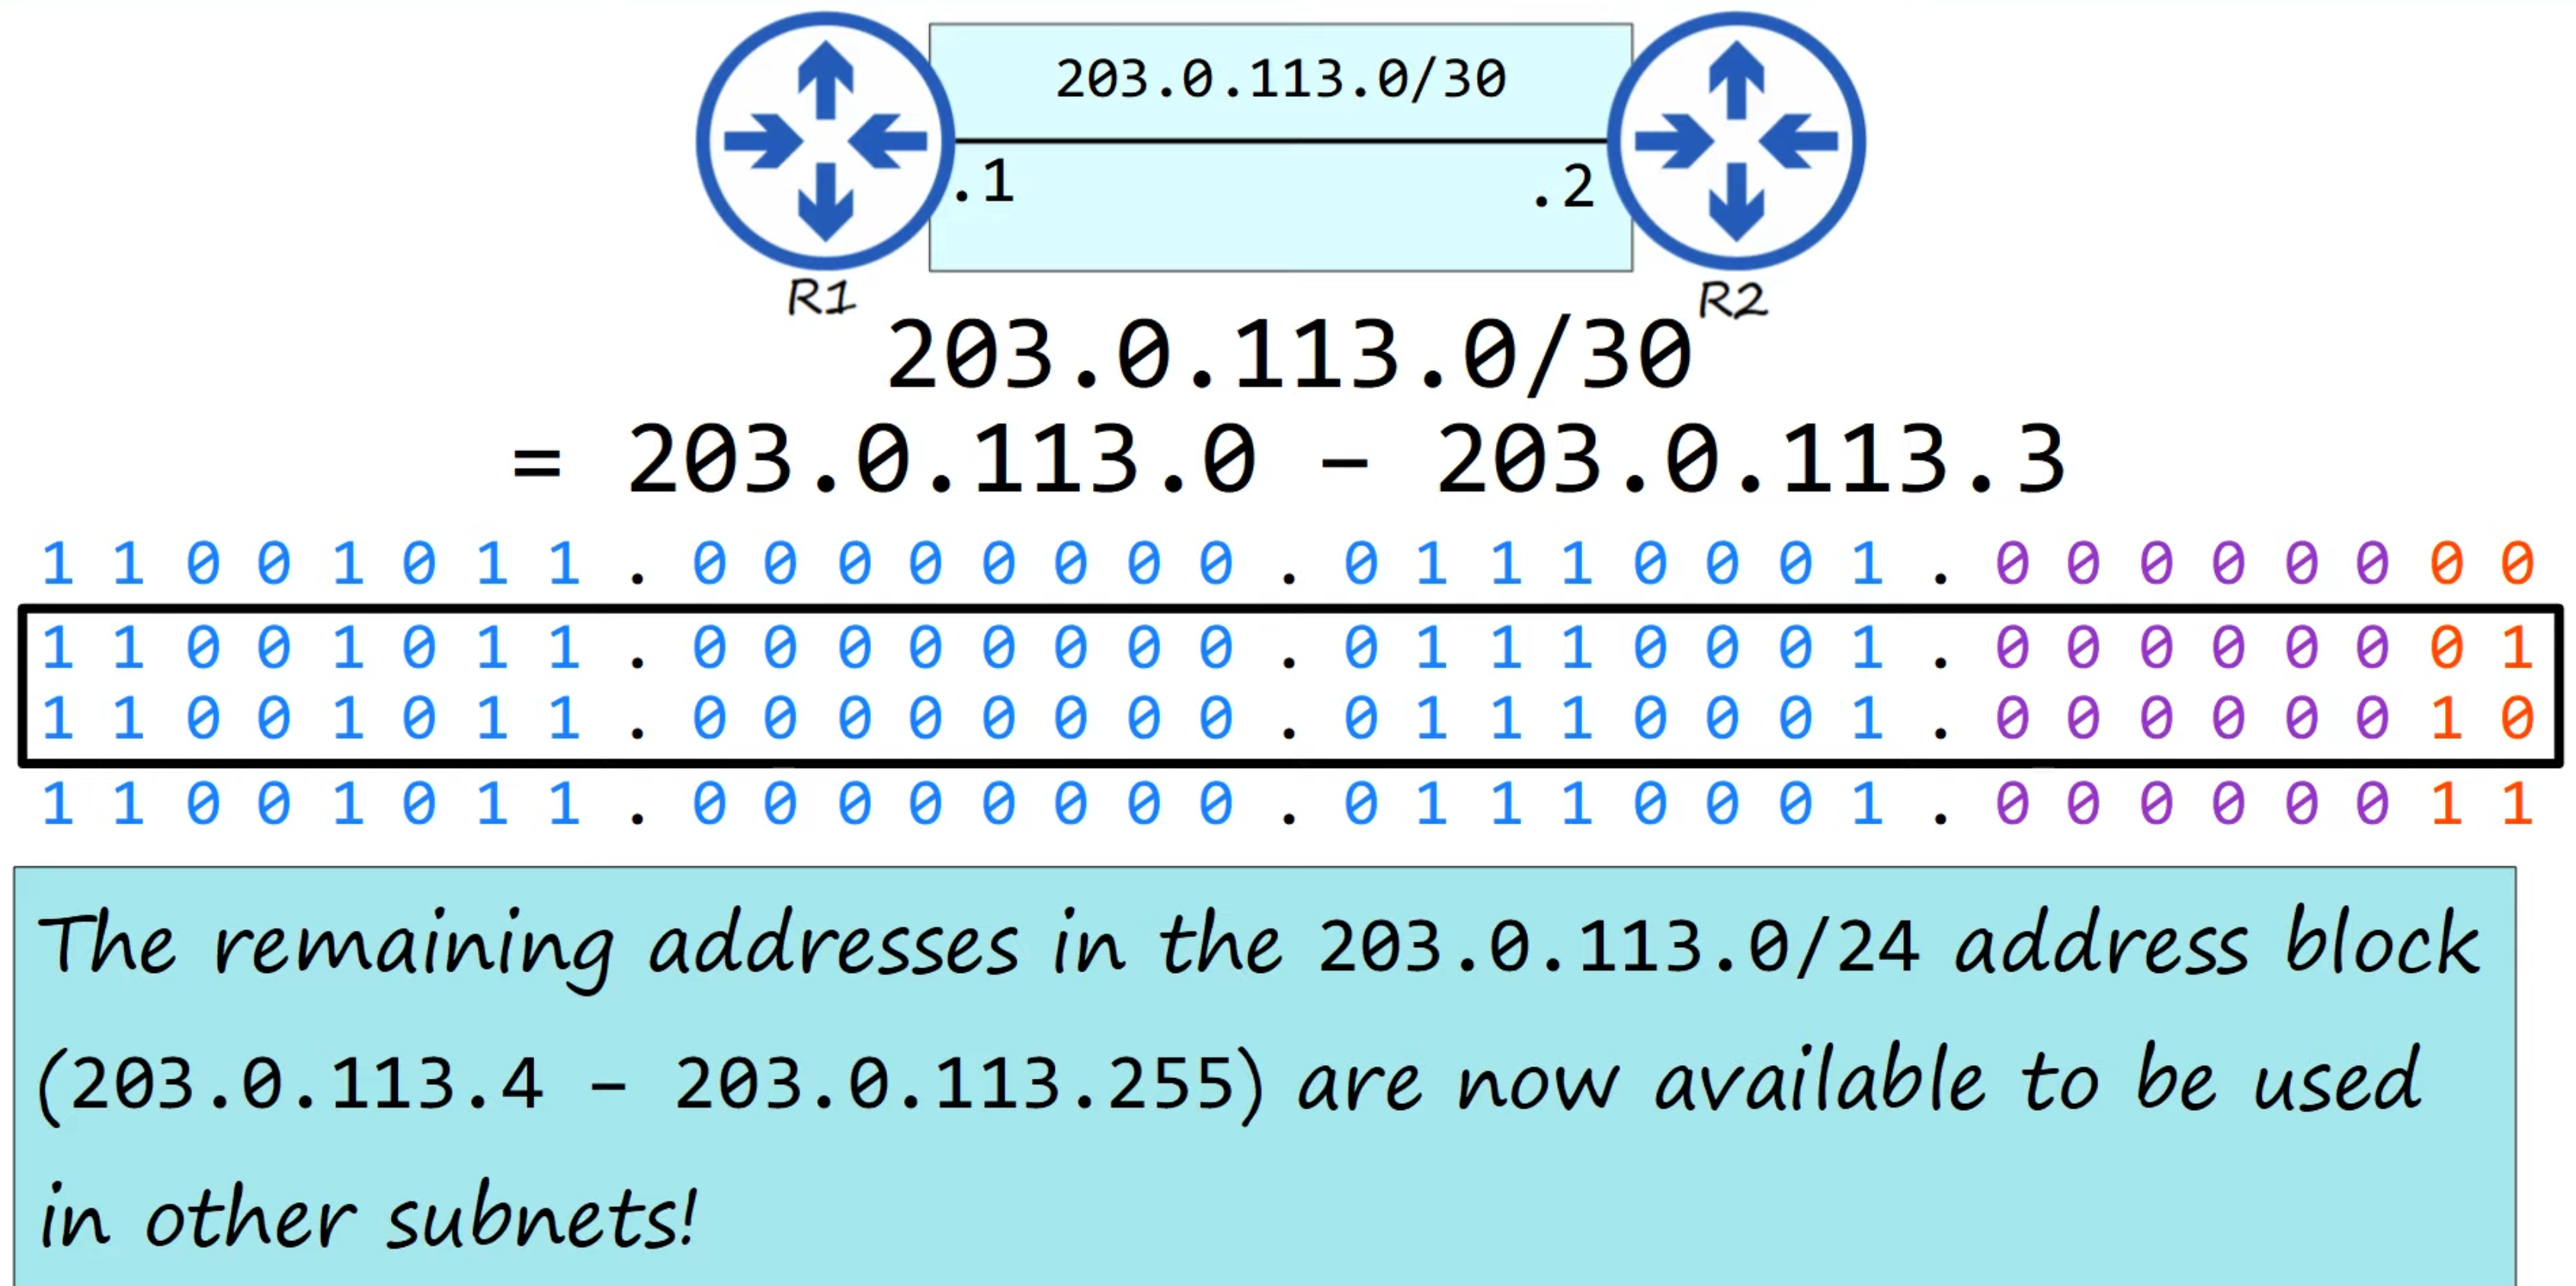 203.0.113.0/30
.1
.2
R1
R2
203.0.113.0/30
= 203.0.113.0 – 203.0.113.3
1 1 0 0 1 0 1 1 . 0 0 0 0 0 0 0 0 . 0 1 1 1 0 0 0 1 . 0 0 0 0 0 0 0 0
1 1 0 0 1 0 1 1 . 0 0 0 0 0 0 0 0 . 0 1 1 1 0 0 0 1 . 0 0 0 0 0 0 0 1
1 1 0 0 1 0 1 1 . 0 0 0 0 0 0 0 0 . 0 1 1 1 0 0 0 1 . 0 0 0 0 0 0 1 0
1 1 0 0 1 0 1 1 . 0 0 0 0 0 0 0 0 . 0 1 1 1 0 0 0 1 . 0 0 0 0 0 0 1 1
The remaining addresses in the 203.0.113.0/24 address block
(203.0.113.4 – 203.0.113.255) are now available to be used
in other subnets!